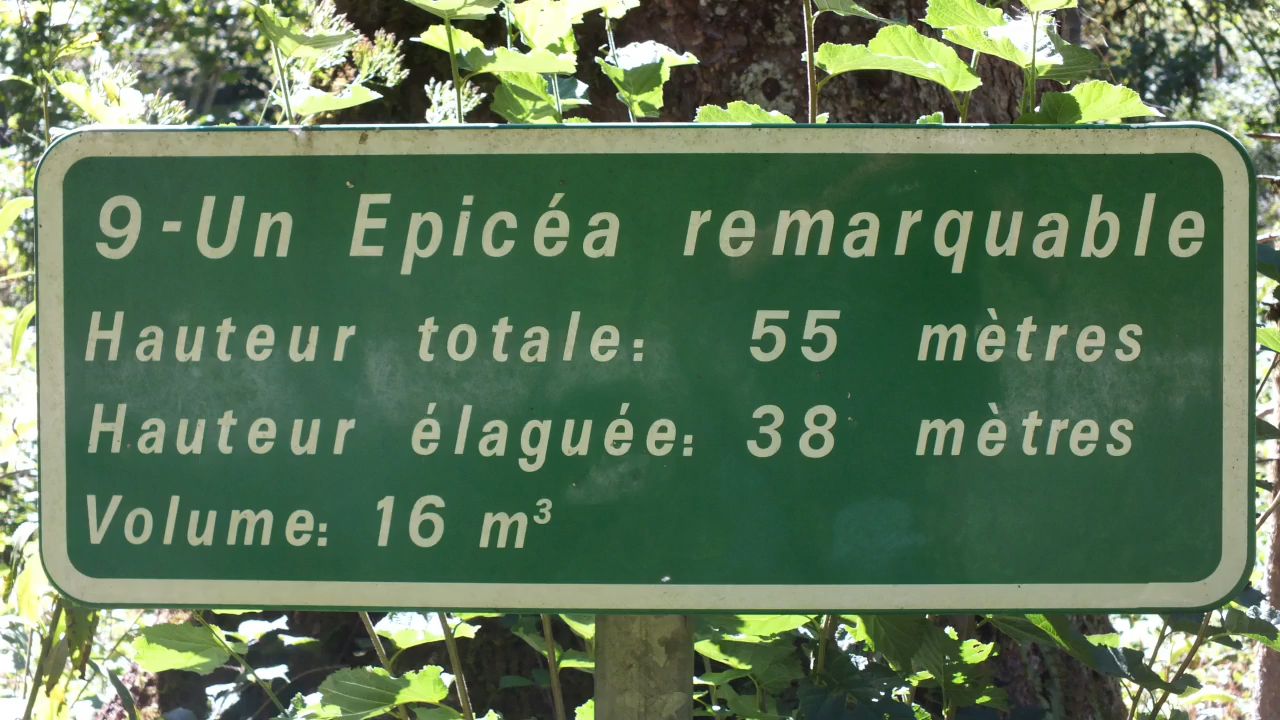 9-Un Epicéa remarquable
Hauteur totale: 55 mètres
Hauteur élaguée: 38 mètres
Volume: 16 m³